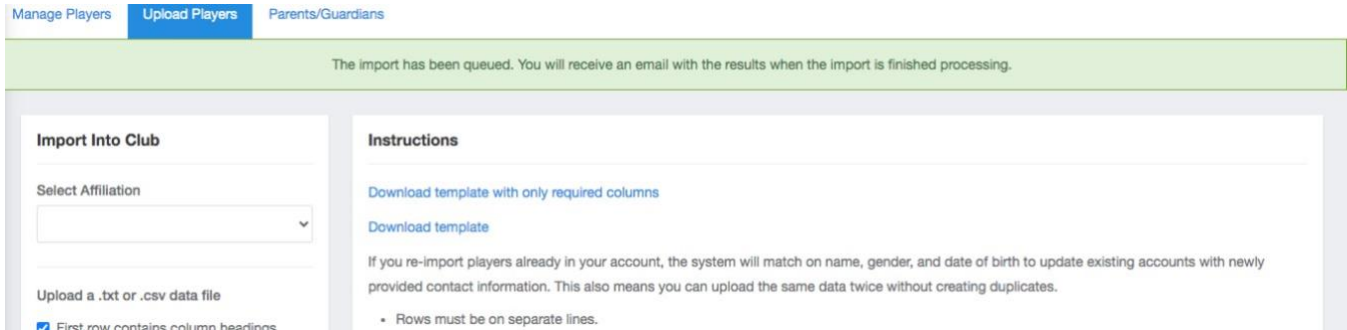 Manage Players Upload Players Parents/Guardians
The import has been queued. You will receive an email with the results when the import is finished processing.
Import Into Club
Select Affiliation
Upload a .txt or .csv data file
First row contains column headings
Instructions
Download template with only required columns
Download template
If you re-import players already in your account, the system will match on name, gender, and date of birth to update existing accounts with newly
provided contact information. This also means you can upload the same data twice without creating duplicates.
• Rows must be on separate lines.